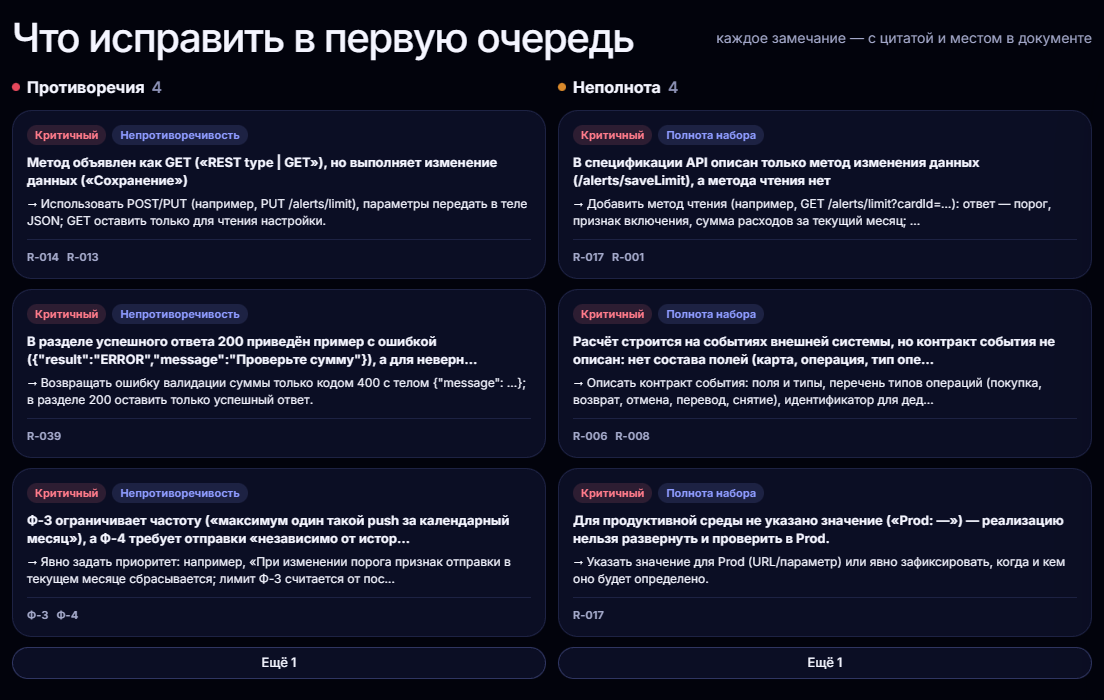 Что исправить в первую очередь
каждое замечание — с цитатой и местом в документе
Противоречия 4
Критичный Непротиворечивость
Метод объявлен как GET («REST type | GET»), но выполняет изменение
данных («Сохранение»)
→ Использовать POST/PUT (например, PUT /alerts/limit), параметры передать в теле
JSON; GET оставить только для чтения настройки.
R-014 R-013
Критичный Непротиворечивость
В разделе успешного ответа 200 приведён пример с ошибкой
({"result":"ERROR","message":"Проверьте сумму"}), а для неверн...
→ Возвращать ошибку валидации суммы только кодом 400 с телом {"message": ...};
в разделе 200 оставить только успешный ответ.
R-039
Критичный Непротиворечивость
Ф-3 ограничивает частоту («максимум один такой push за календарный
месяц»), а Ф-4 требует отправки «независимо от истор...
→ Явно задать приоритет: например, «При изменении порога признак отправки в
текущем месяце сбрасывается; лимит Ф-3 считается от пос...
Ф-3 Ф-4
Ещё 1
Неполнота 4
Критичный Полнота набора
В спецификации API описан только метод изменения данных
(/alerts/saveLimit), а метода чтения нет
→ Добавить метод чтения (например, GET /alerts/limit?cardId=...): ответ — порог,
признак включения, сумма расходов за текущий месяц; ...
R-017 R-001
Критичный Полнота набора
Расчёт строится на событиях внешней системы, но контракт события не
описан: нет состава полей (карта, операция, тип опе...
→ Описать контракт события: поля и типы, перечень типов операций (покупка,
возврат, отмена, перевод, снятие), идентификатор для дед...
R-006 R-008
Критичный Полнота набора
Для продуктивной среды не указано значение («Prod: —») — реализацию
нельзя развернуть и проверить в Prod.
→ Указать значение для Prod (URL/параметр) или явно зафиксировать, когда и кем
оно будет определено.
R-017
Ещё 1